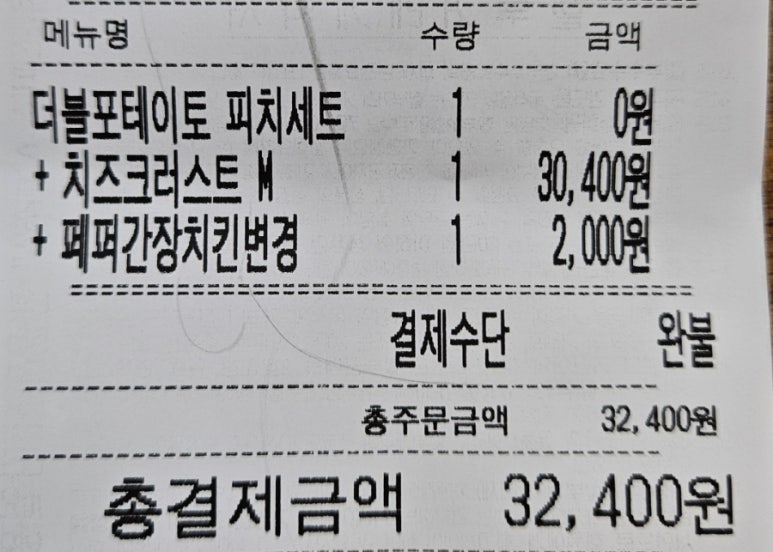 메뉴명 수량 금액
더블포테이토 피치세트 1 0원
+ 치즈크러스트 M 1 30,400원
+ 페퍼간장치킨변경 1 2,000원
결제수단 완불
총주문금액 32,400원
총결제금액 32,400원